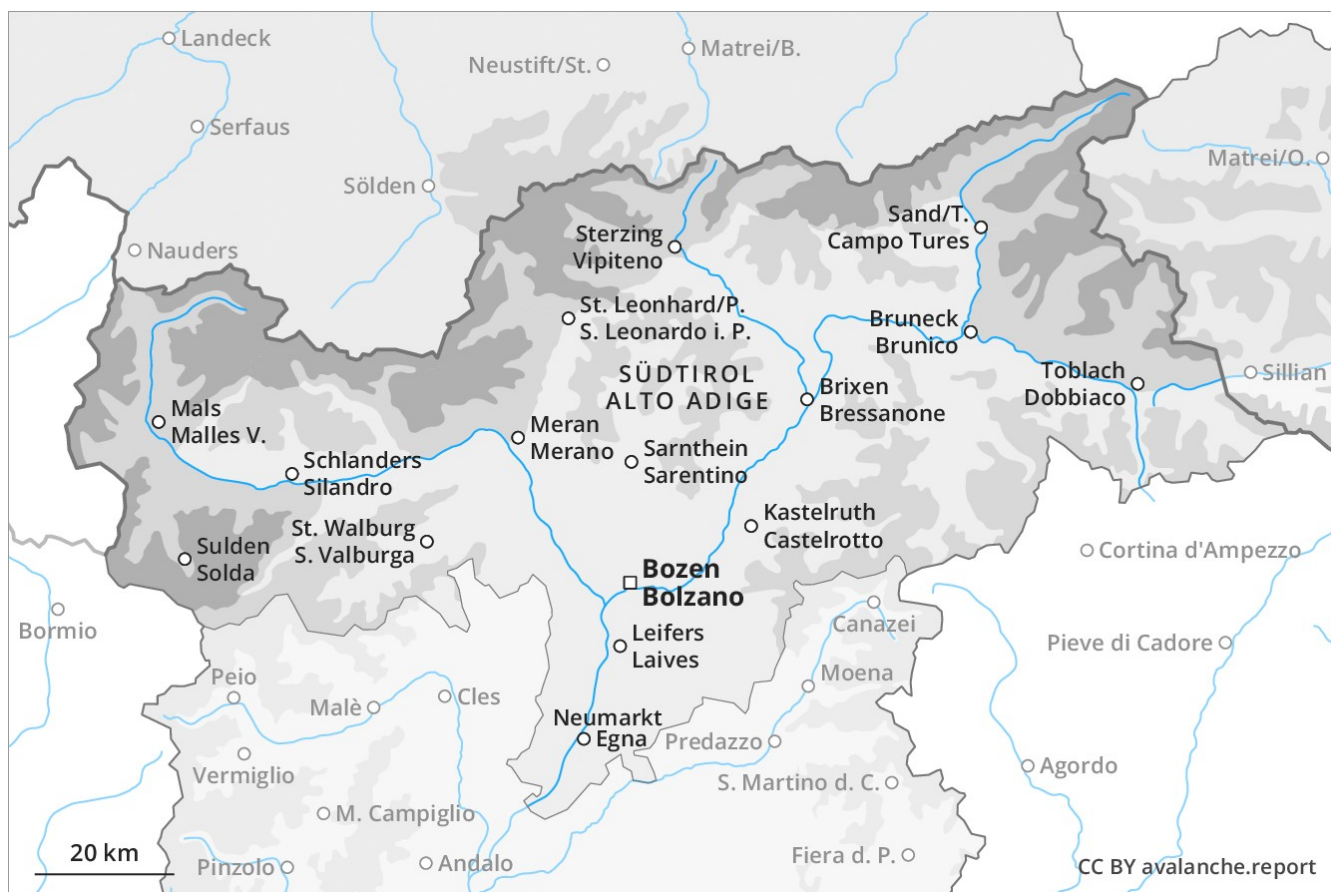 Landeck
Matrei/B.
Neustift/St.
Serfaus
Matrei/O.
Sölden
Sand/T.
Campo Tures
Sterzing
Vipiteno
Nauders
St. Leonhard/P.
S. Leonardo i. P.
Bruneck
Brunico
SÜDTIROL
ALTO ADIGE
Toblach
Dobbiaco
Sillian
Brixen
Bressanone
Mals
Malles V.
Meran
Merano
Sarnthein
Sarentino
Schlanders
Silandro
Kastelruth
Castelrotto
St. Walburg
S. Valburga
Sulden
Solda
Cortina d'Ampezzo
Bozen
Bolzano
Bormio
Canazei
Leifers
Laives
Pieve di Cadore
Peio
Moena
Malè
Cles
Neumarkt
Egna
Predazzo
Vermiglio
Agordo
S. Martino d. C.
M. Campiglio
20 km
Pinzolo
Andalo
Fiera d. P.
CC BY avalanche.report